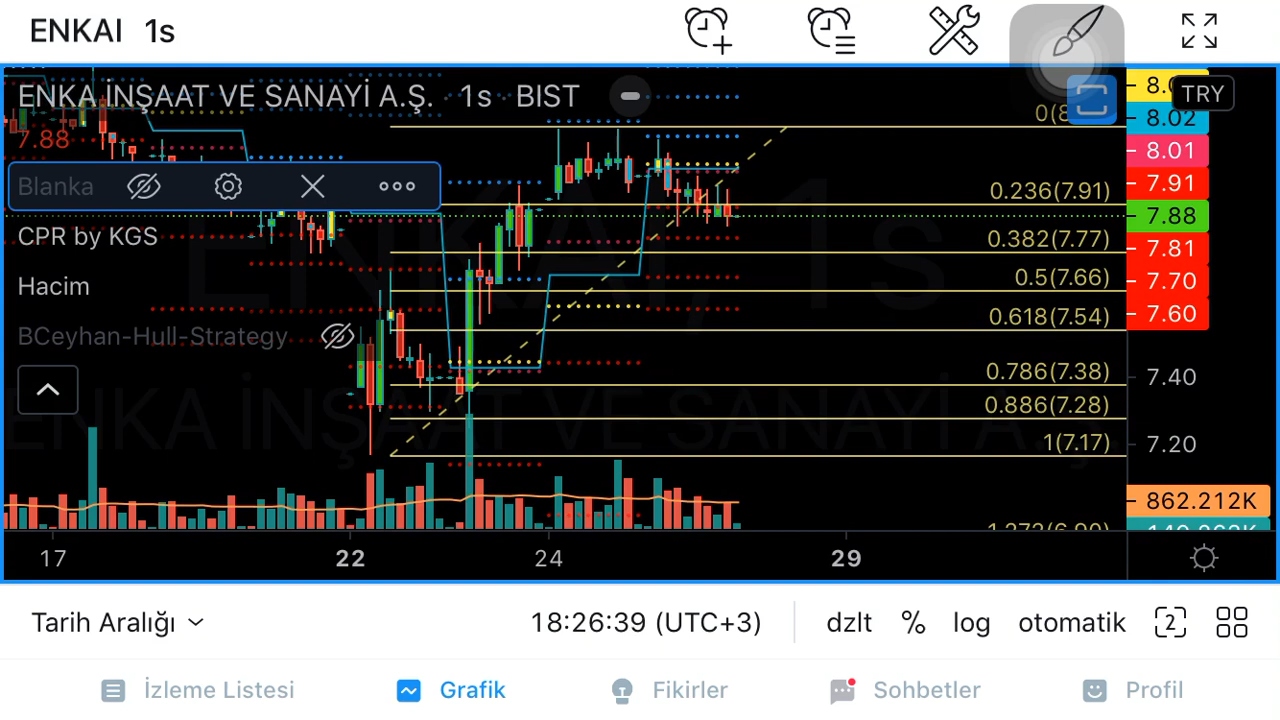 ENKAI 1s
ENKA İNŞAAT VE SANAYİ A.Ş. · 1s · BIST
TRY
7.88
Blanka
CPR by KGS
Hacim
BCeyhan-Hull-Strategy
0.236(7.91)
0.382(7.77)
0.5(7.66)
0.618(7.54)
0.786(7.38)
0.886(7.28)
1(7.17)
8.02
8.01
7.91
7.88
7.81
7.70
7.60
7.40
7.20
862.212K
17 22 24 29
Tarih Aralığı
18:26:39 (UTC+3)
dzlt % log otomatik 2
İzleme Listesi Grafik Fikirler Sohbetler Profil